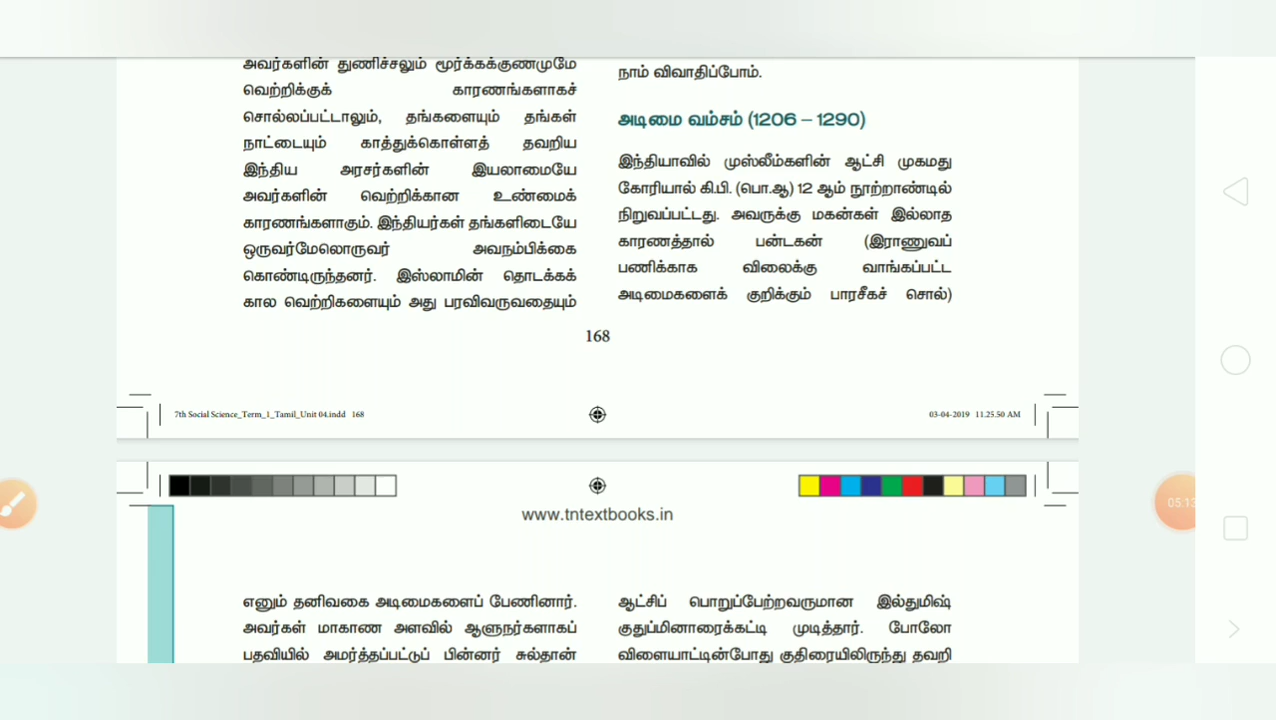 அவர்களின் துணிச்சலும் மூர்க்கக்குணமுமே
வெற்றிக்குக் காரணங்களாகச்
சொல்லப்பட்டாலும், தங்களையும் தங்கள்
நாட்டையும் காத்துக்கொள்ளத் தவறிய
இந்திய அரசர்களின் இயலாமையே
அவர்களின் வெற்றிக்கான உண்மைக்
காரணங்களாகும். இந்தியர்கள் தங்களிடையே
ஒருவர்மேலொருவர் அவநம்பிக்கை
கொண்டிருந்தனர். இஸ்லாமின் தொடக்கக்
கால வெற்றிகளையும் அது பரவிவருவதையும்
நாம் விவாதிப்போம்.
அடிமை வம்சம் (1206 – 1290)
இந்தியாவில் முஸ்லீம்களின் ஆட்சி முகமது
கோரியால் கி.பி. (பொ.ஆ) 12 ஆம் நூற்றாண்டில்
நிறுவப்பட்டது. அவருக்கு மகன்கள் இல்லாத
காரணத்தால் பன்டகன் (இராணுவப்
பணிக்காக விலைக்கு வாங்கப்பட்ட
அடிமைகளைக் குறிக்கும் பாரசீகச் சொல்)
168
7th Social Science_Term_1_Tamil_Unit 04.indd 168
03-04-2019 11.25.50 AM
05:13
www.tntextbooks.in
எனும் தனிவகை அடிமைகளைப் பேணினார்.
அவர்கள் மாகாண அளவில் ஆளுநர்களாகப்
பதவியில் அமர்த்தப்பட்டுப் பின்னர் சுல்தான்
ஆட்சிப் பொறுப்பேற்றவருமான இல்துமிஷ்
குதுப்மினாரைக்கட்டி முடித்தார். போலோ
விளையாட்டின்போது குதிரையிலிருந்து தவறி